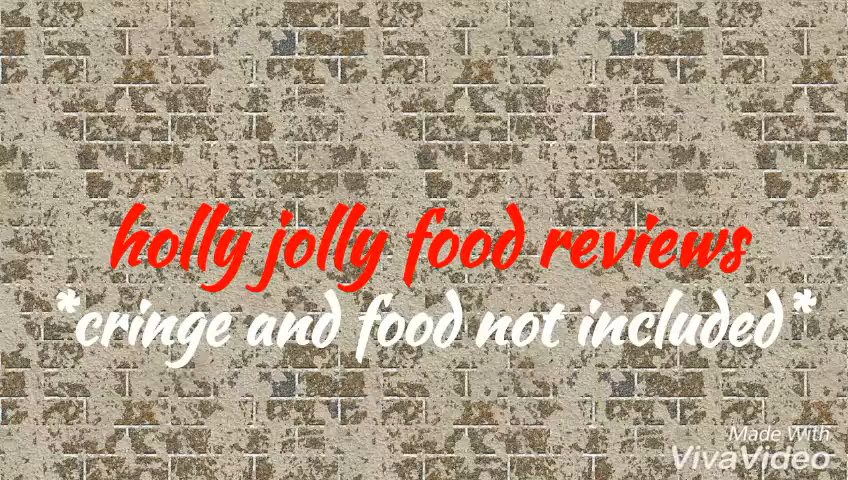 holly jolly food reviews
*cringe and food not included*
Made With
VivaVideo